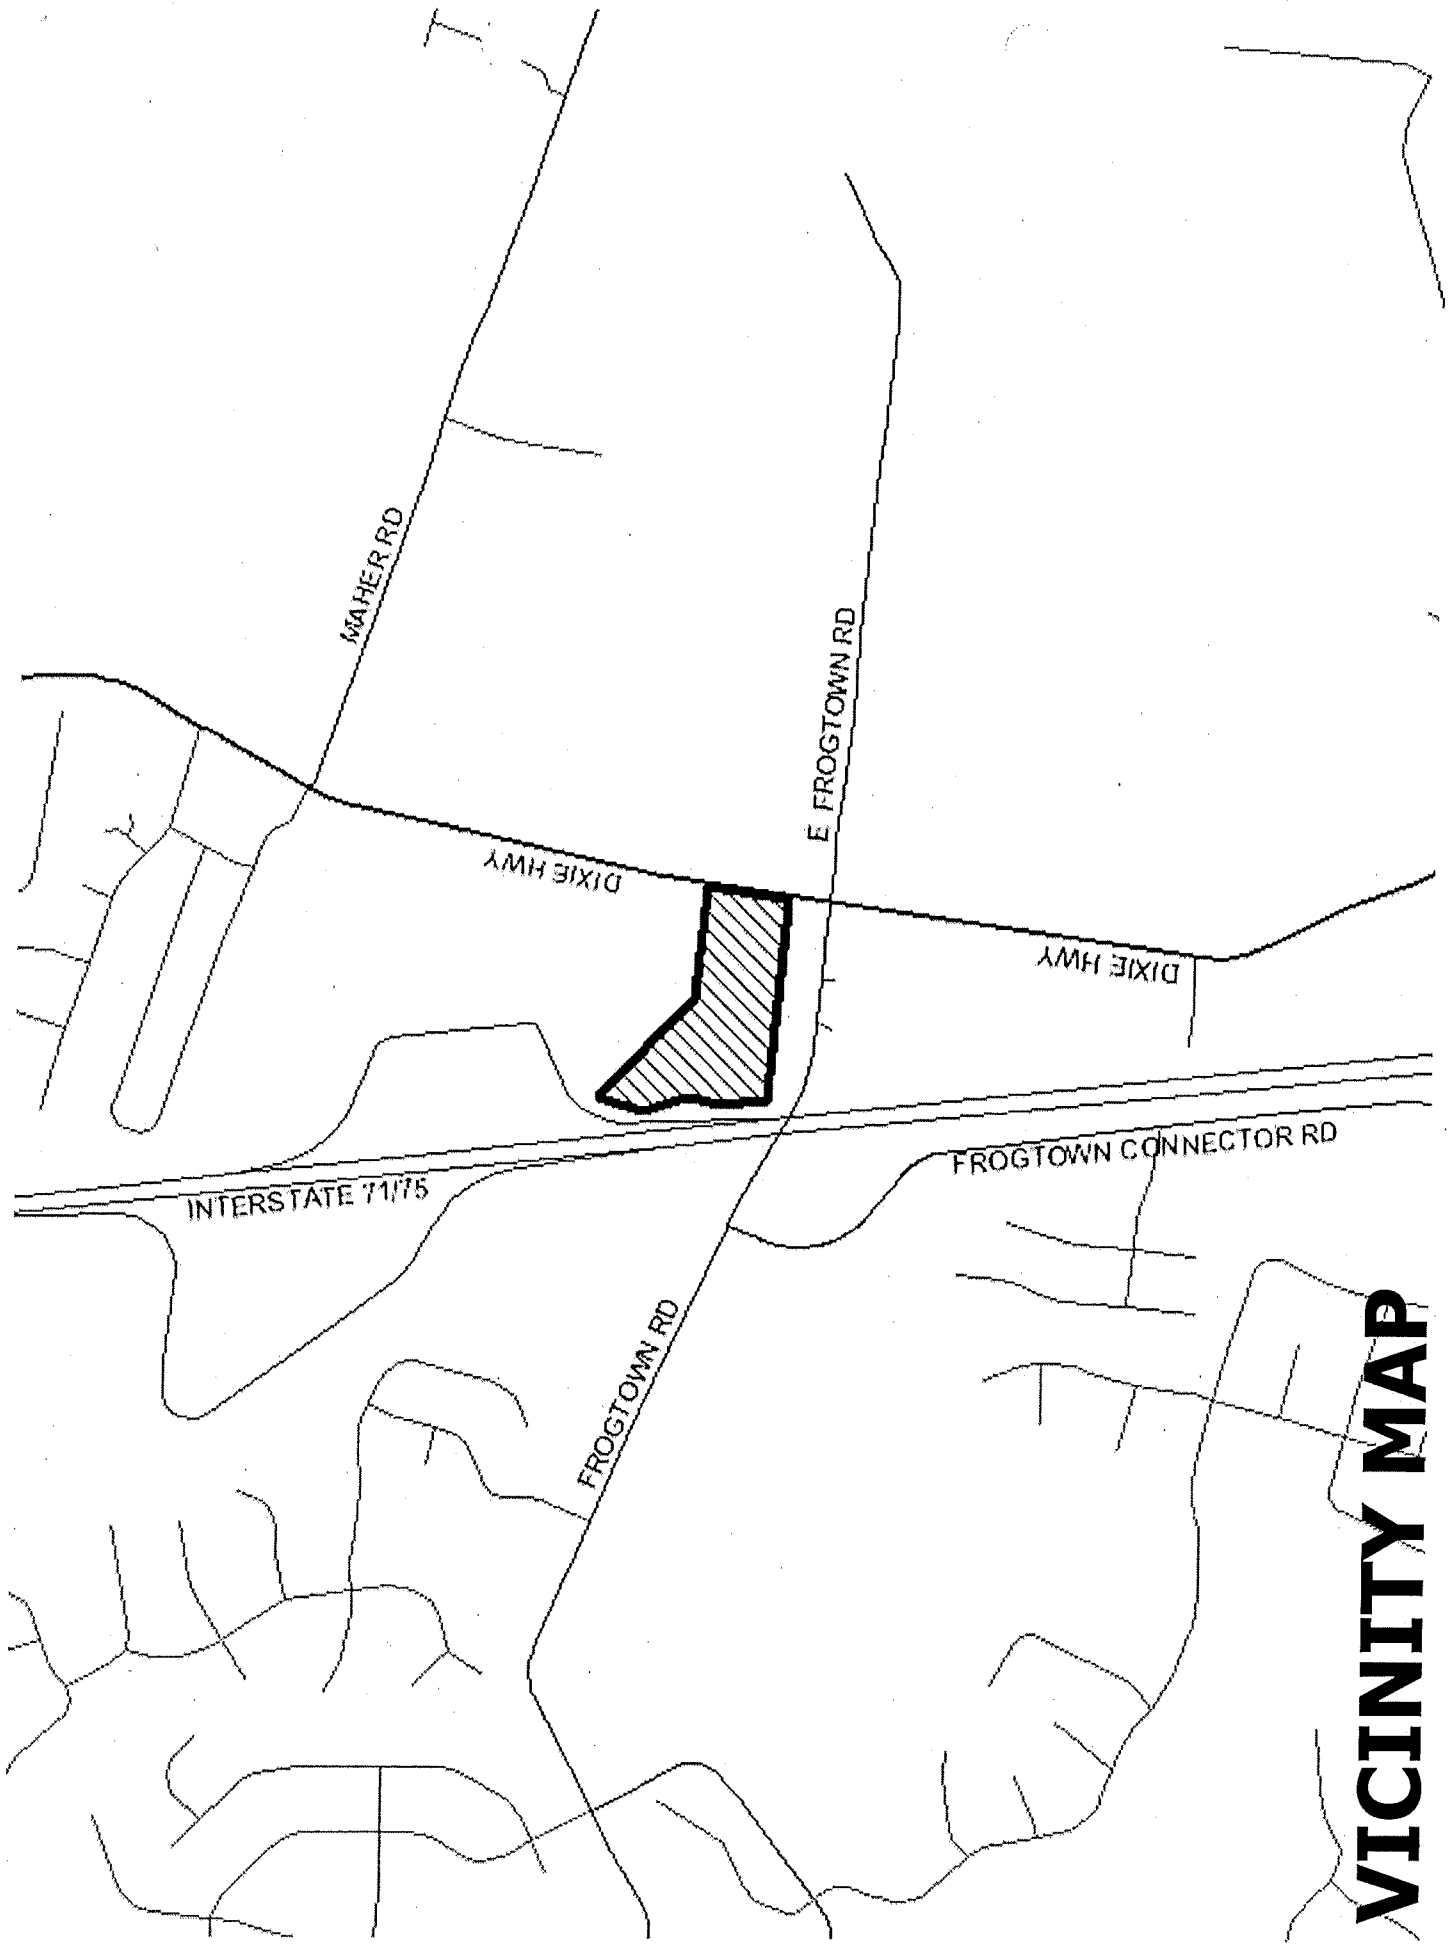 MAHER RD
E FROGTOWN RD
DIXIE HWY
DIXIE HWY
FROGTOWN CONNECTOR RD
INTERSTATE 71/75
FROGTOWN RD
VICINITY MAP